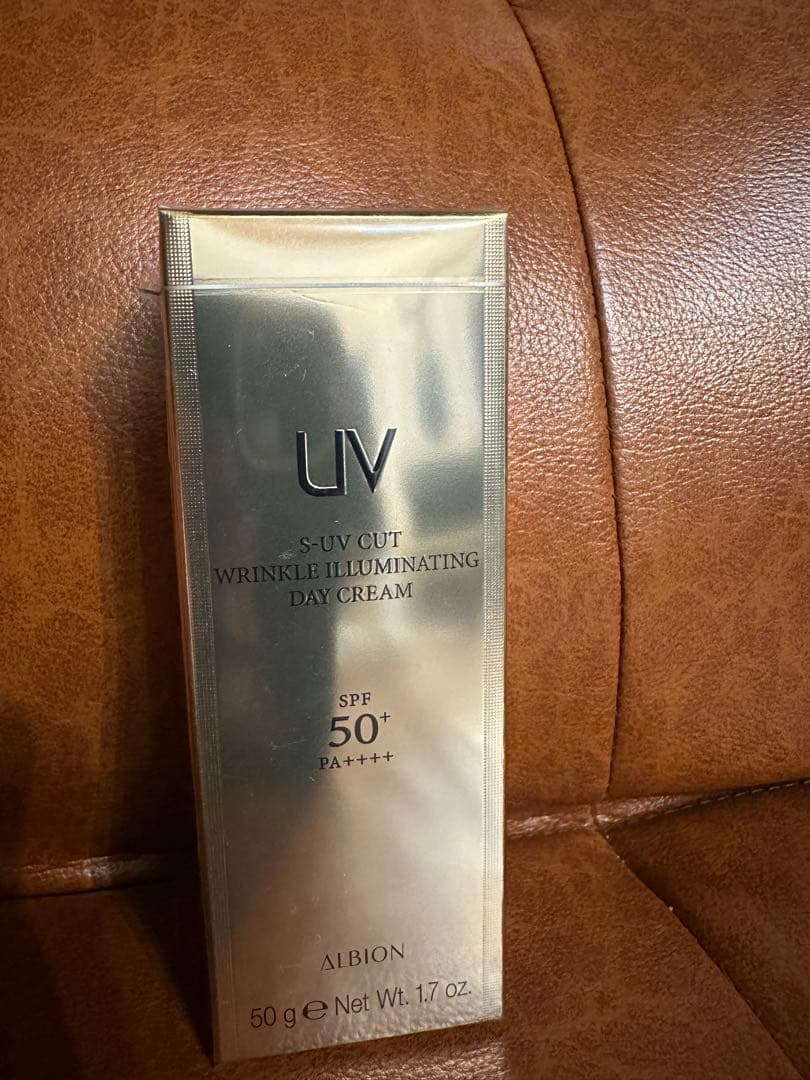 UV
S-UV CUT
WRINKLE ILLUMINATING
DAY CREAM
SPF
50+
PA++++
ALBION
50 g e Net Wt. 1.7 oz.